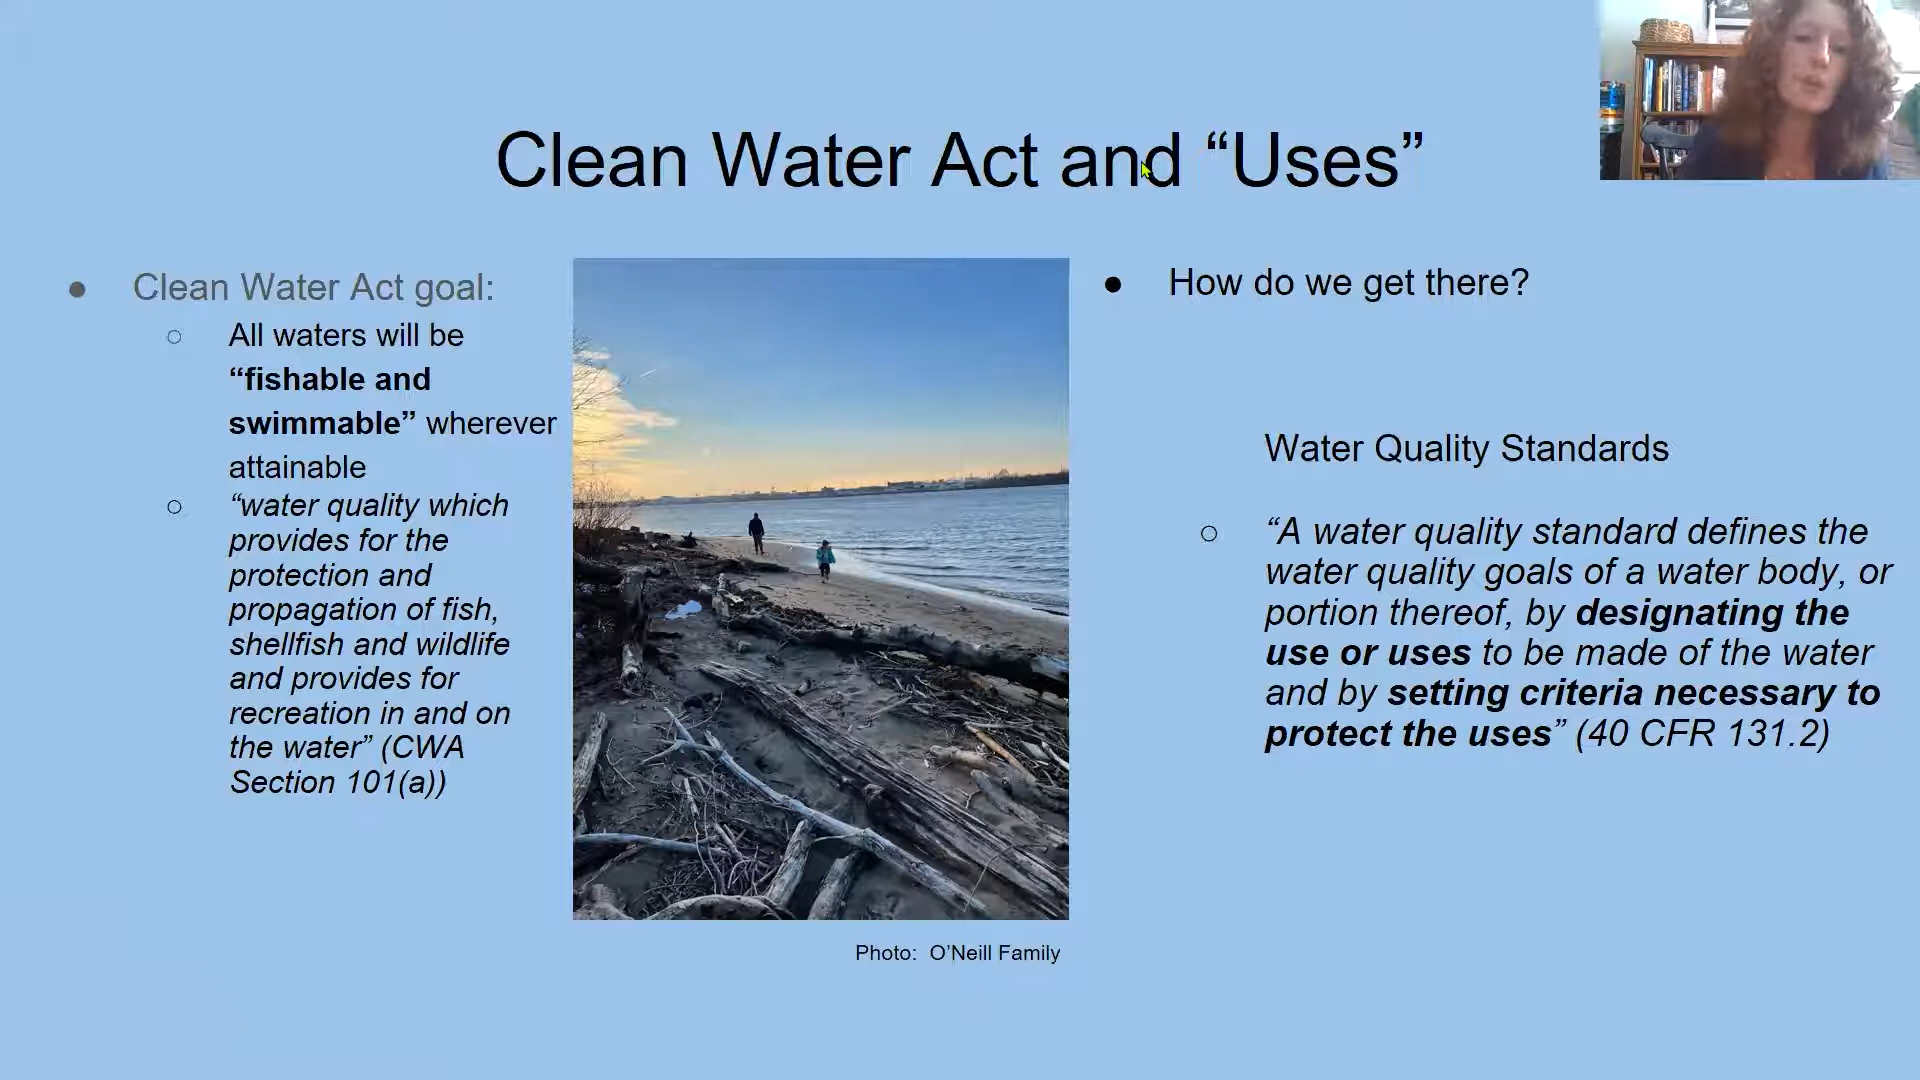 Clean Water Act and “Uses”
Clean Water Act goal:
All waters will be
“fishable and
swimmable” wherever
attainable
“water quality which
provides for the
protection and
propagation of fish,
shellfish and wildlife
and provides for
recreation in and on
the water” (CWA
Section 101(a))
Photo: O’Neill Family
How do we get there?
Water Quality Standards
“A water quality standard defines the
water quality goals of a water body, or
portion thereof, by designating the
use or uses to be made of the water
and by setting criteria necessary to
protect the uses” (40 CFR 131.2)